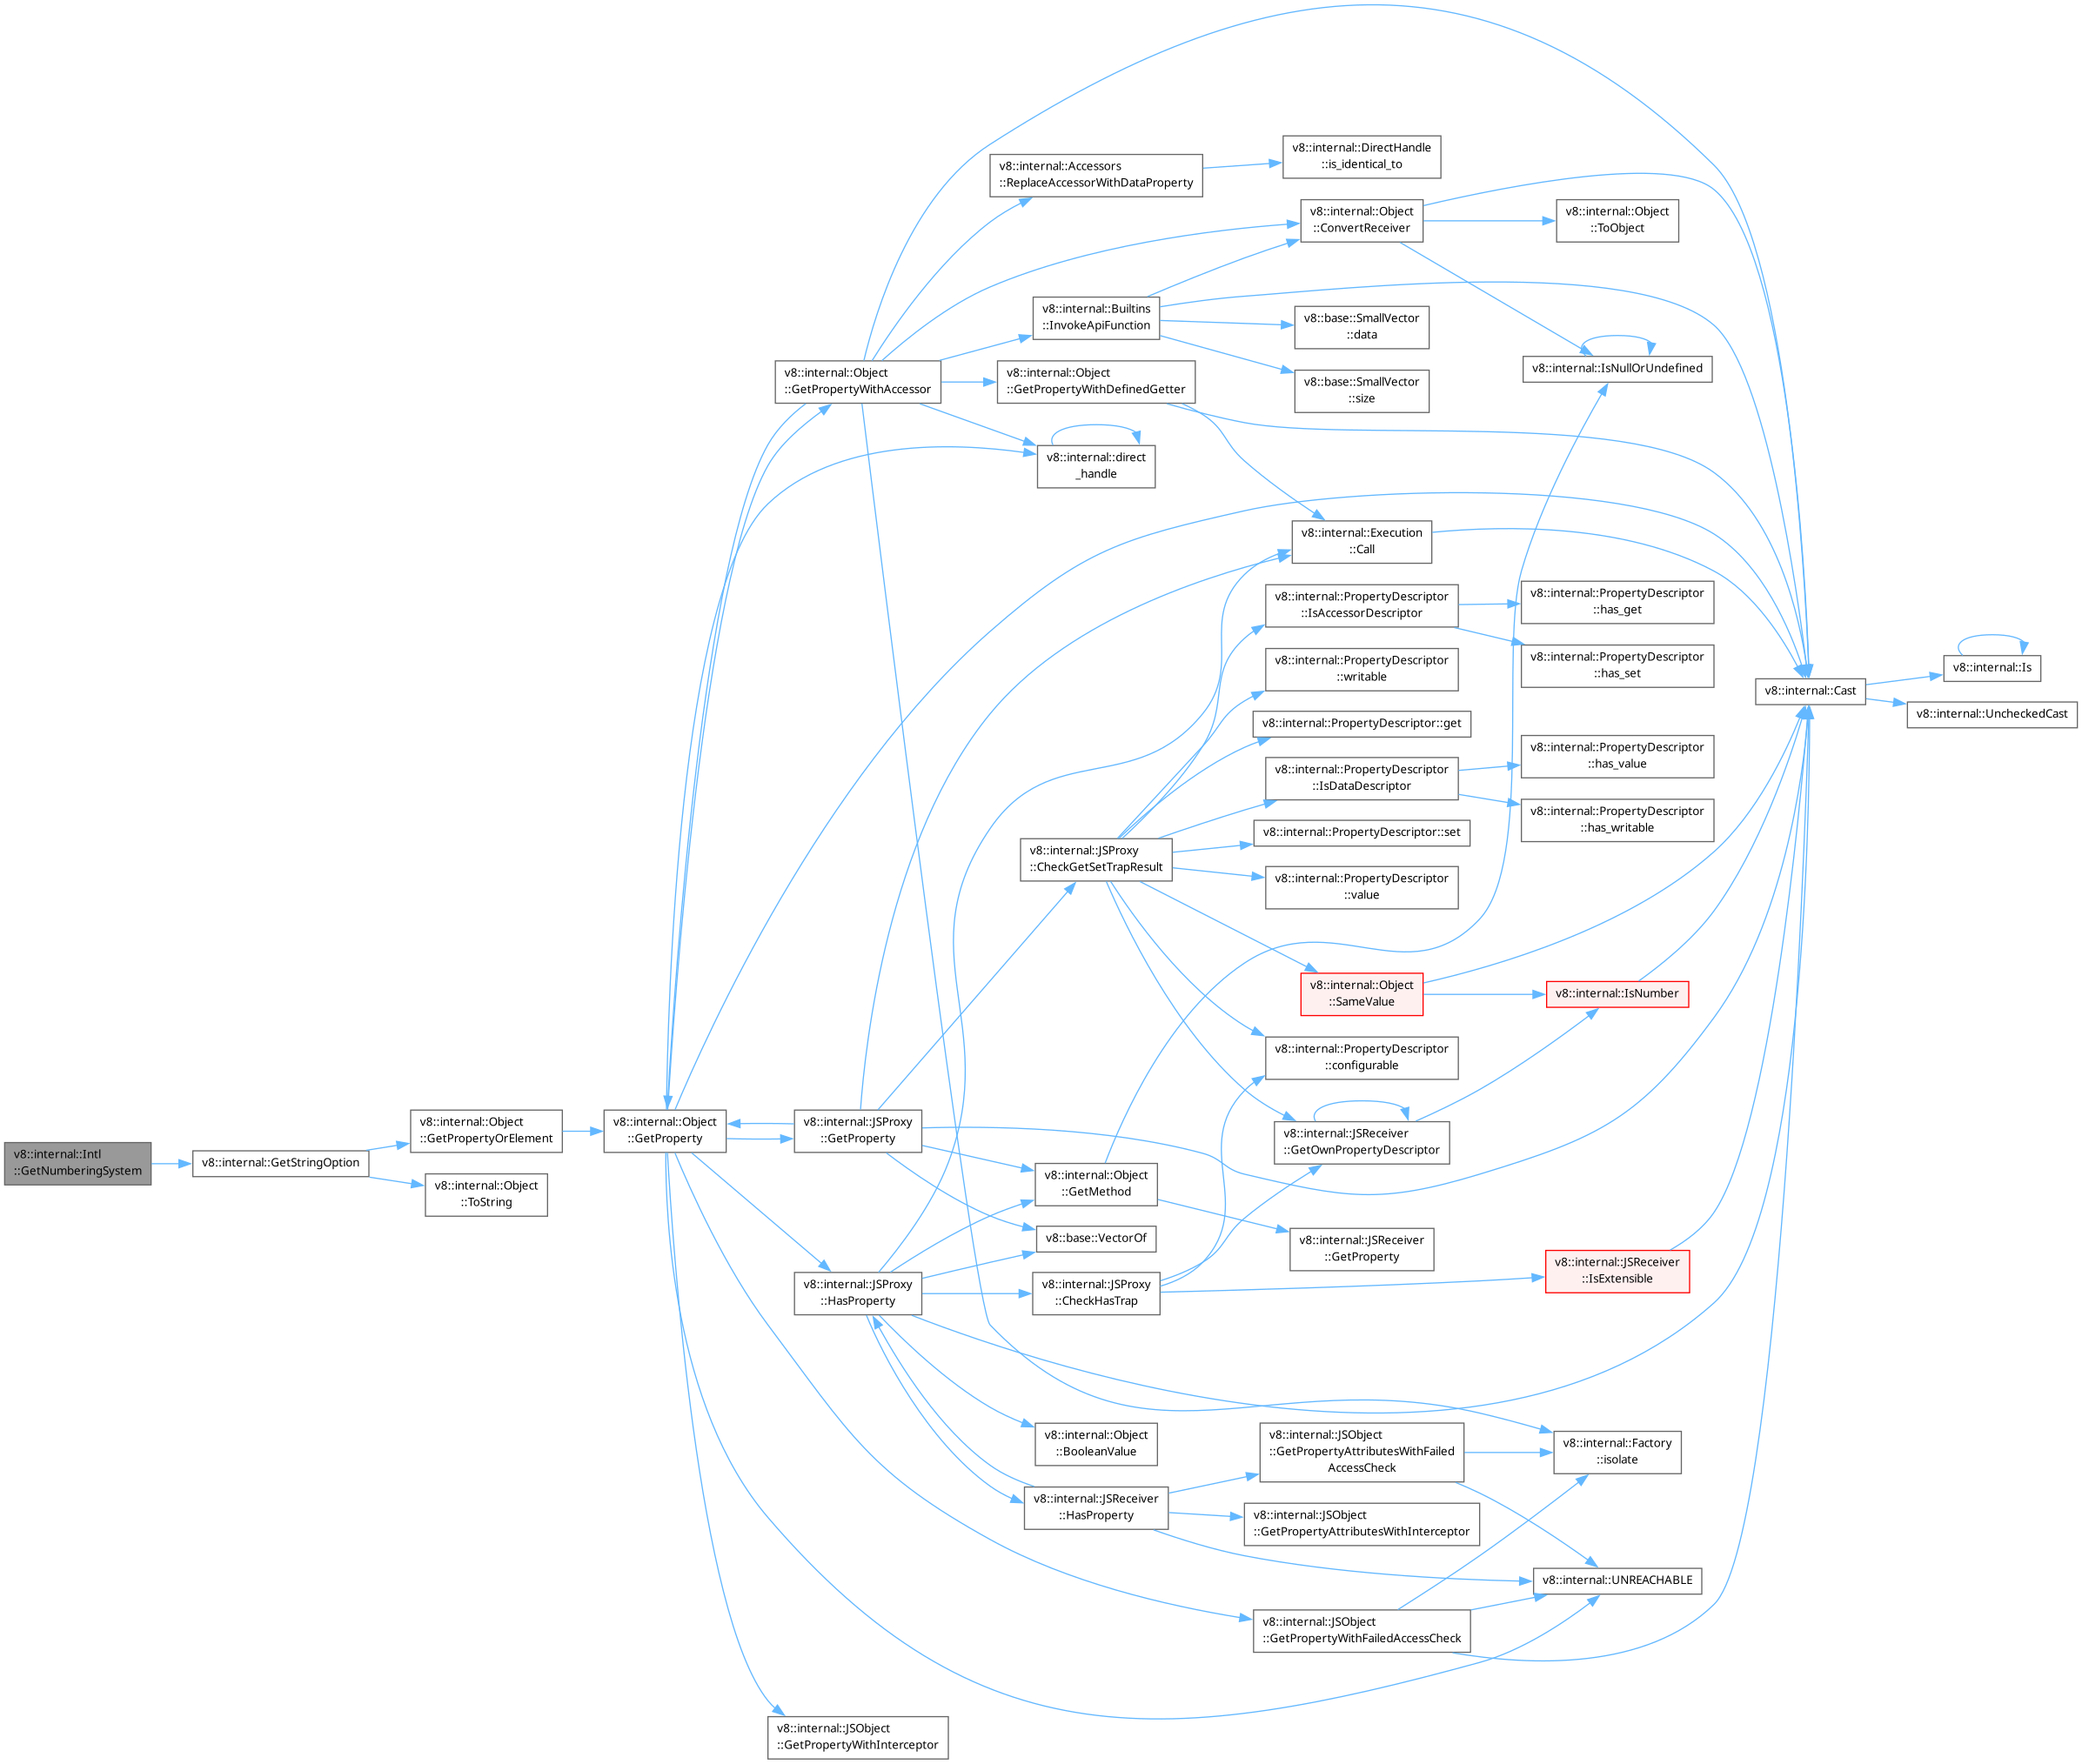 v8::internal::Intl
::GetNumberingSystem
v8::internal::GetStringOption
v8::internal::Object
::GetPropertyOrElement
v8::internal::Object
::ToString
v8::internal::Object
::GetProperty
v8::internal::Object
::GetPropertyWithAccessor
v8::internal::JSProxy
::GetProperty
v8::internal::JSProxy
::HasProperty
v8::internal::JSObject
::GetPropertyWithInterceptor
v8::internal::Accessors
::ReplaceAccessorWithDataProperty
v8::internal::Builtins
::InvokeApiFunction
v8::internal::Object
::GetPropertyWithDefinedGetter
v8::internal::direct
_handle
v8::internal::JSProxy
::CheckGetSetTrapResult
v8::internal::Object
::GetMethod
v8::base::VectorOf
v8::internal::JSProxy
::CheckHasTrap
v8::internal::Object
::BooleanValue
v8::internal::JSReceiver
::HasProperty
v8::internal::DirectHandle
::is_identical_to
v8::internal::Object
::ConvertReceiver
v8::base::SmallVector
::data
v8::base::SmallVector
::size
v8::internal::Execution
::Call
v8::internal::PropertyDescriptor
::IsAccessorDescriptor
v8::internal::PropertyDescriptor
::writable
v8::internal::PropertyDescriptor::get
v8::internal::PropertyDescriptor
::IsDataDescriptor
v8::internal::PropertyDescriptor::set
v8::internal::PropertyDescriptor
::value
v8::internal::Object
::SameValue
v8::internal::PropertyDescriptor
::configurable
v8::internal::JSReceiver
::GetOwnPropertyDescriptor
v8::internal::JSReceiver
::GetProperty
v8::internal::JSObject
::GetPropertyAttributesWithFailed
AccessCheck
v8::internal::JSObject
::GetPropertyAttributesWithInterceptor
v8::internal::JSObject
::GetPropertyWithFailedAccessCheck
v8::internal::Object
::ToObject
v8::internal::IsNullOrUndefined
v8::internal::PropertyDescriptor
::has_get
v8::internal::PropertyDescriptor
::has_set
v8::internal::PropertyDescriptor
::has_value
v8::internal::PropertyDescriptor
::has_writable
v8::internal::IsNumber
v8::internal::JSReceiver
::IsExtensible
v8::internal::Factory
::isolate
v8::internal::UNREACHABLE
v8::internal::Cast
v8::internal::Is
v8::internal::UncheckedCast